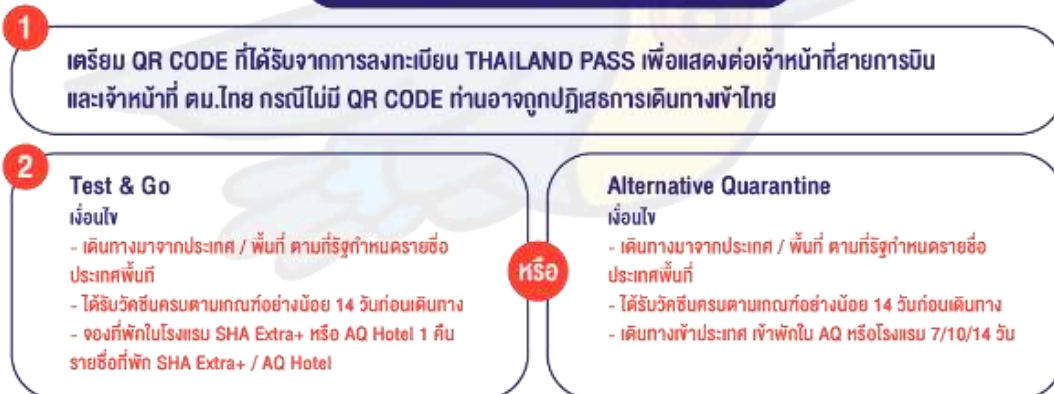 1
เตรียม QR CODE ที่ได้รับจากการลงทะเบียน THAILAND PASS เพื่อแสดงต่อเจ้าหน้าที่สายการบิน
และเจ้าหน้าที่ ตม.ไทย กรณีไม่มี QR CODE ท่านอาจถูกปฏิเสธการเดินทางเข้าไทย
2
Test & Go
เงื่อนไข
- เดินทางมาจากประเทศ / พื้นที่ ตามที่รัฐกำหนดรายชื่อ
ประเทศพื้นที
- ได้รับวัคซีนครบตามเกณฑ์อย่างน้อย 14 วันก่อนเดินทาง
- จองที่พักในโรงแรม SHA Extra+ หรือ AQ Hotel 1 คืน
รายชื่อที่พัก SHA Extra+ / AQ Hotel
หรือ
Alternative Quarantine
เงื่อนไข
- เดินทางมาจากประเทศ / พื้นที่ ตามที่รัฐกำหนดรายชื่อ
ประเทศพื้นที่
- ได้รับวัคซีนครบตามเกณฑ์อย่างน้อย 14 วันก่อนเดินทาง
- เดินทางเข้าประเทศ เข้าพักใน AQ หรือโรงแรม 7/10/14 วัน